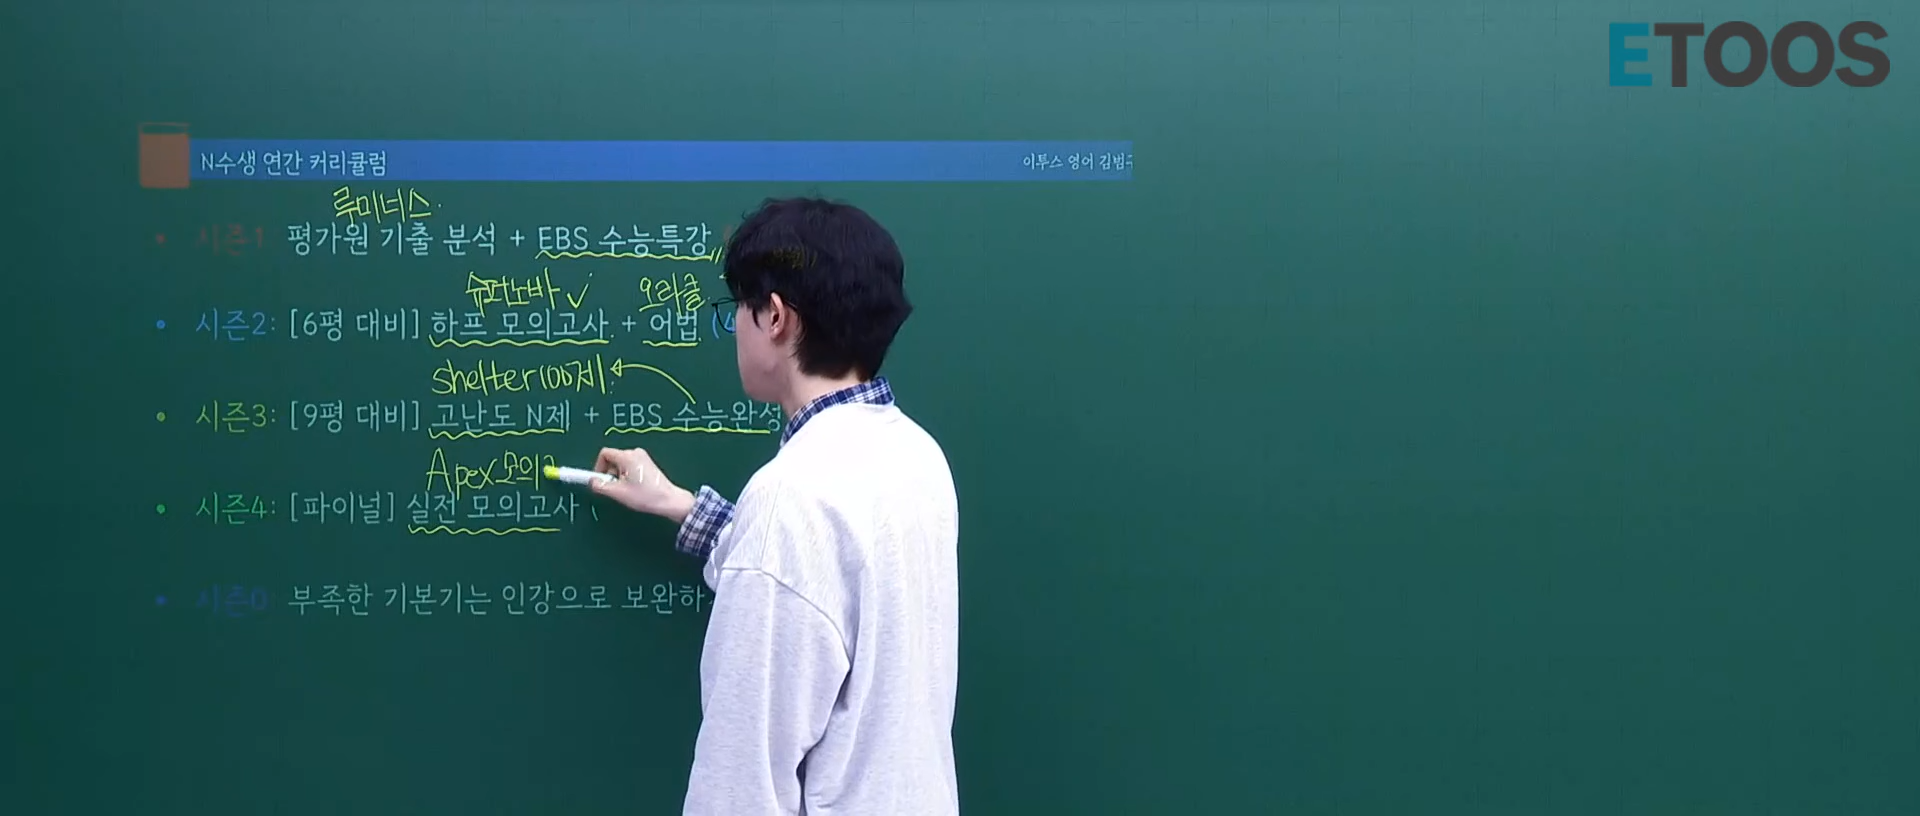 ETOOS
N수생 연간 커리큘럼
이투스 영어 김범구
루미너스.
시즌1: 평가원 기출 분석 + EBS 수능특강
슈퍼노바 ✓ 오라클.
시즌2: [6평 대비] 하프 모의고사 + 어법 (4
shelter 100제!
시즌3: [9평 대비] 고난도 N제 + EBS 수능완성
Apex 모의고
시즌4: [파이널] 실전 모의고사 (
시즌0: 부족한 기본기는 인강으로 보완하